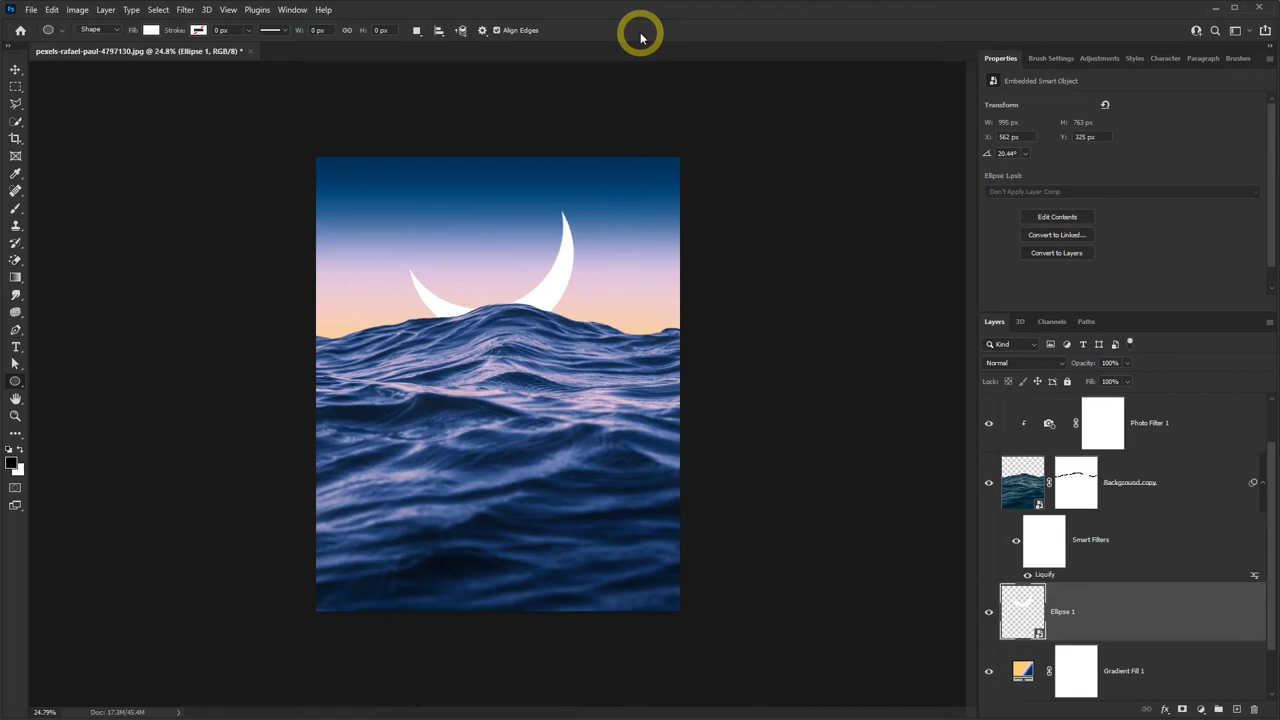 Ps File Edit Image Layer Type Select Filter 3D View Plugins Window Help
Shape Fill: Stroke: 0 px W: 0 px H: 0 px Align Edges
pexels-rafael-paul-4797130.jpg @ 24.8% (Ellipse 1, RGB/8) * ×
Properties Brush Settings Adjustments Styles Character Paragraph Brushes
Embedded Smart Object
Transform
W: 995 px H: 763 px
X: 562 px Y: 325 px
20.44°
Ellipse 1.psb
Don't Apply Layer Comp
Edit Contents
Convert to Linked...
Convert to Layers
Layers 3D Channels Paths
Kind
Normal Opacity: 100%
Lock: Fill: 100%
Photo Filter 1
Background copy
Smart Filters
Liquify
Ellipse 1
Gradient Fill 1
24.79% Doc: 17.3M/45.4M